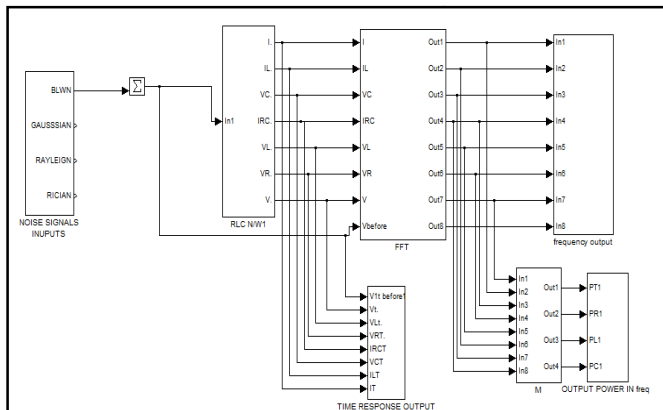 BLWN
GAUSSSIAN
RAYLEIGN
RICIAN
NOISE SIGNALS
INUPUTS
Σ
In1
I.
IL.
VC.
IRC.
VL.
VR.
V.
RLC N/W1
I
IL
VC
IRC
VL
VR
V
Vbefore
Out1
Out2
Out3
Out4
Out5
Out6
Out7
Out8
FFT
In1
In2
In3
In4
In5
In6
In7
In8
frequency output
V1t before1
Vt.
VLt.
VRT.
IRCT
VCT
ILT
IT
TIME RESPONSE OUTPUT
In1
In2
In3
In4
In5
In6
In7
In8
Out1
Out2
Out3
Out4
M
PT1
PR1
PL1
PC1
OUTPUT POWER IN freq